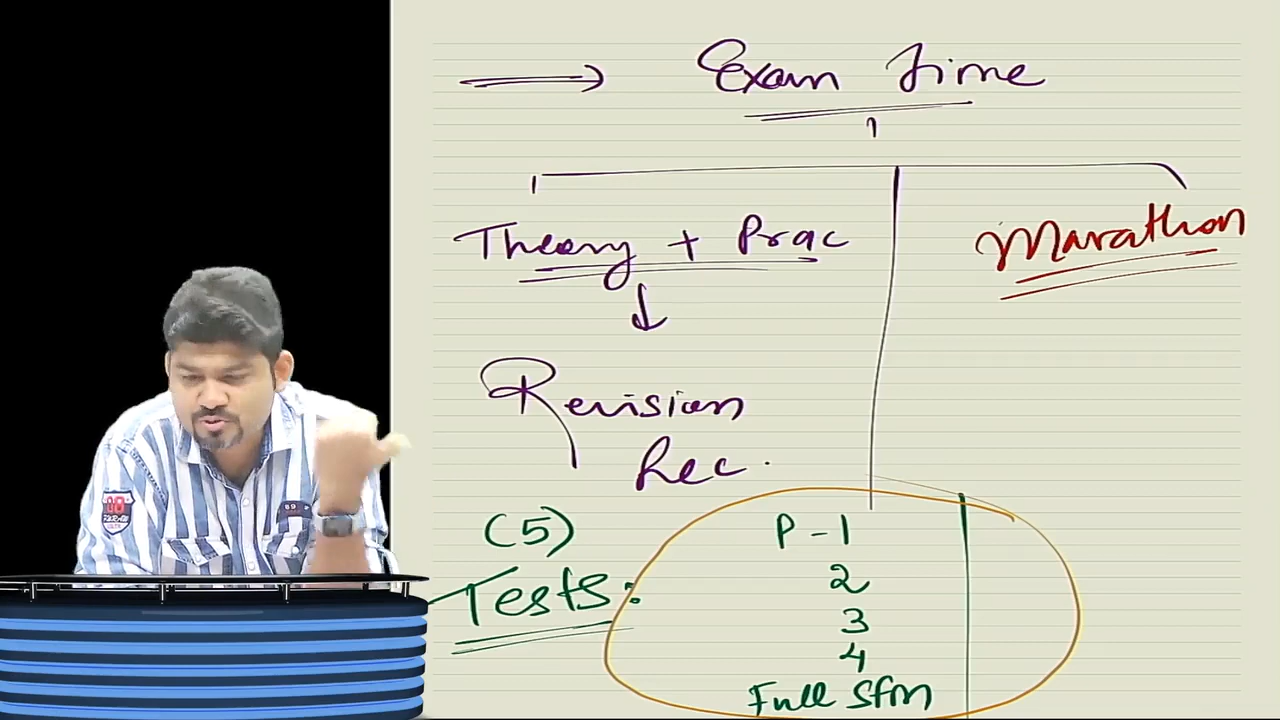 Exam Time
Theory + Prac
Marathon
Revision
Rec.
(5)
Tests:
P - 1
2
3
4
Full SFM